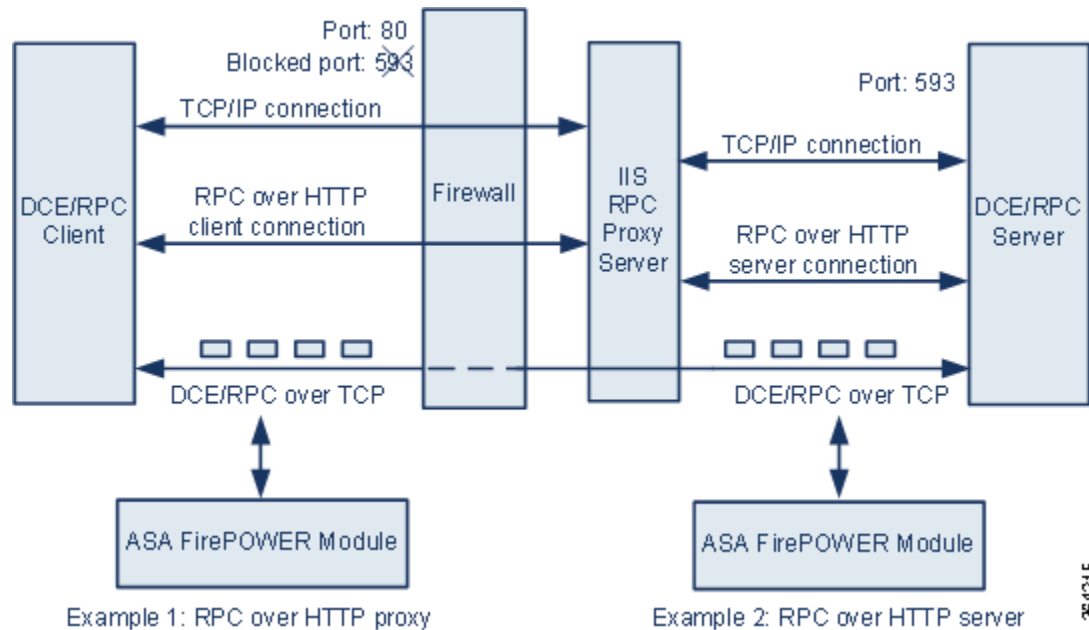 Port: 80
Blocked port: 593
Port: 593
TCP/IP connection
TCP/IP connection
DCE/RPC
Client
RPC over HTTP
client connection
Firewall
IIS
RPC
Proxy
Server
RPC over HTTP
server connection
DCE/RPC
Server
DCE/RPC over TCP
DCE/RPC over TCP
ASA FirePOWER Module
ASA FirePOWER Module
Example 1: RPC over HTTP proxy
Example 2: RPC over HTTP server